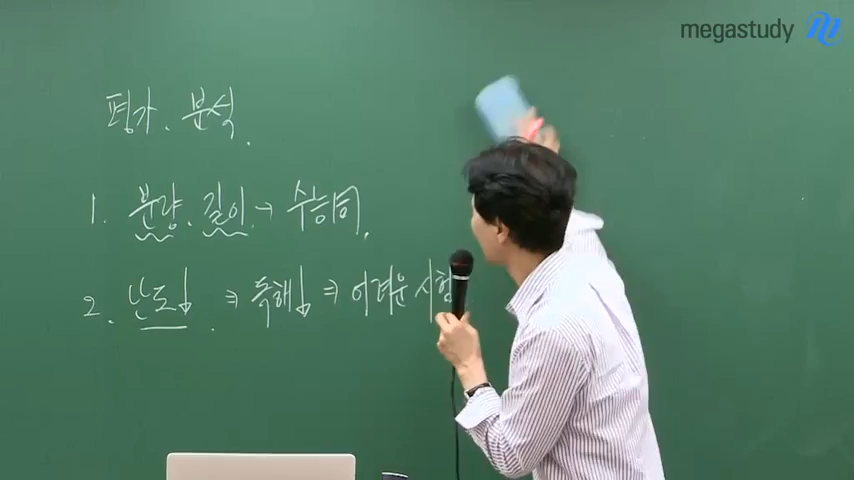 megastudy
평가. 분석.
1. 분량. 길이 → 수능同.
2. 난도↓. ⇒ 독해↓ ⇒ 어려운 시험